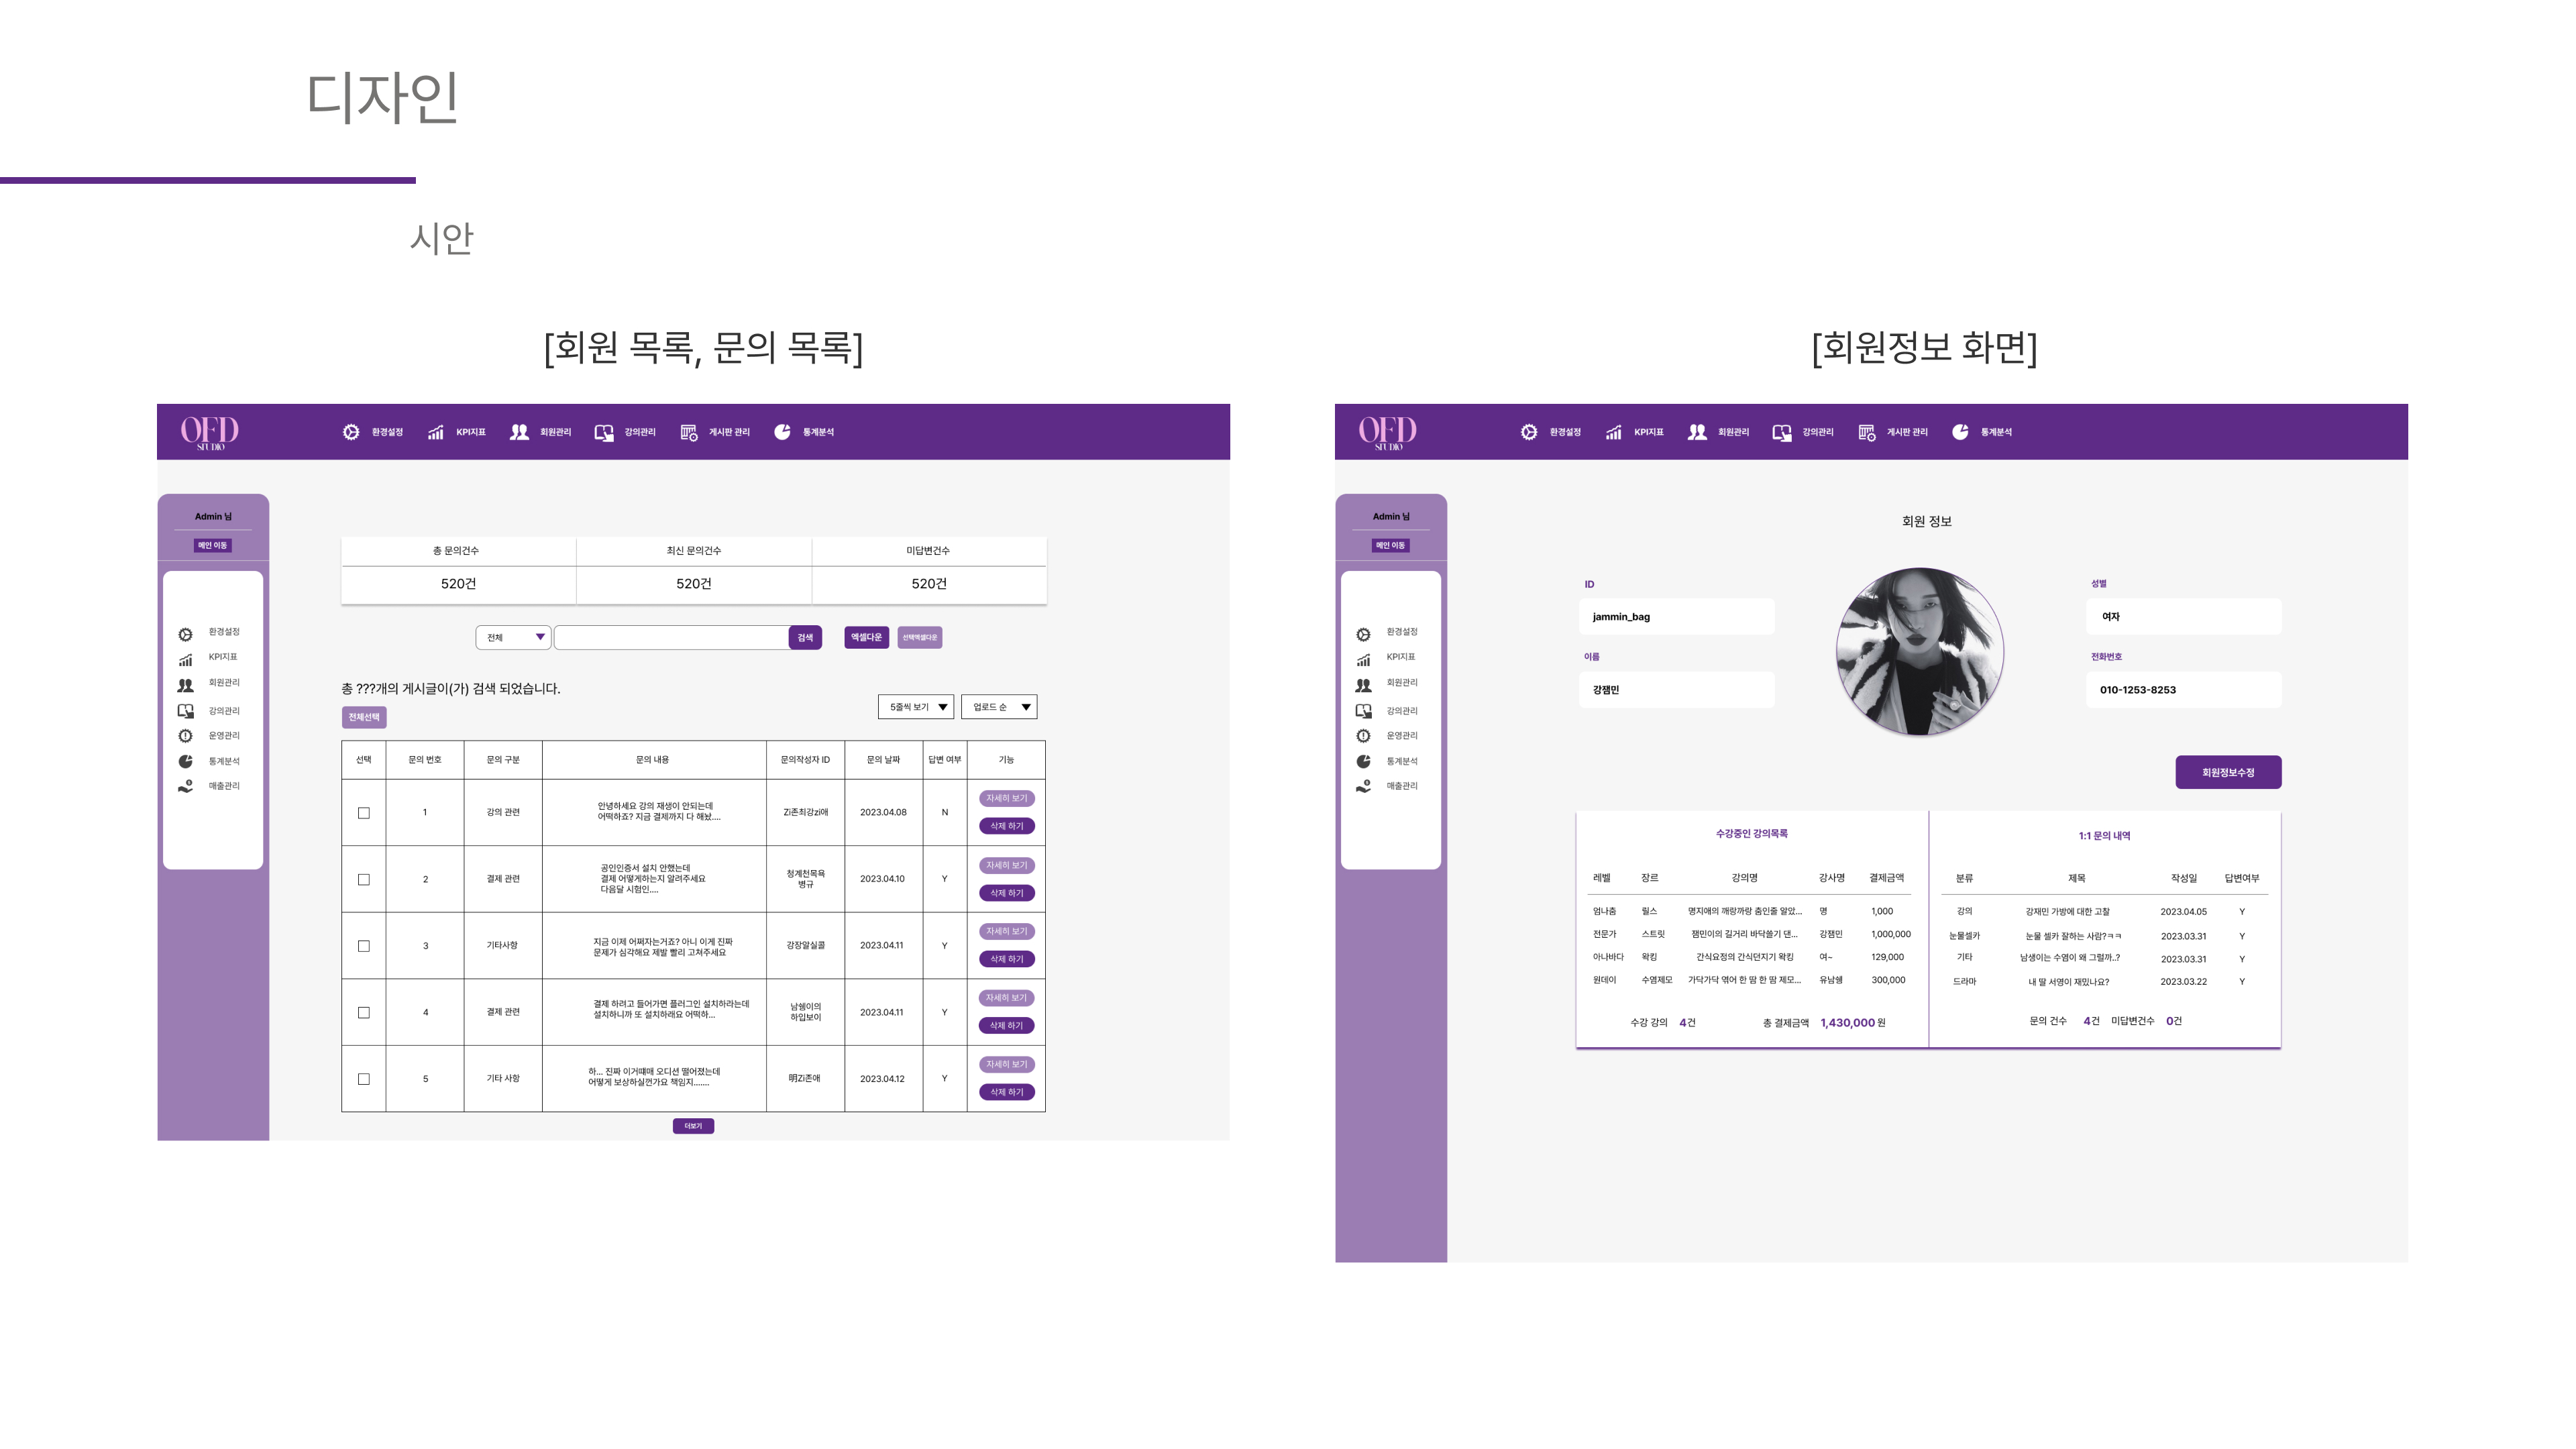 디자인
시안
[회원 목록, 문의 목록]
OFD
STUDIO
환경설정 KPI지표 회원관리 강의관리 게시판 관리 통계분석
Admin 님
메인 이동
환경설정
KPI지표
회원관리
강의관리
운영관리
통계분석
매출관리
총 문의건수 최신 문의건수 미답변건수
520건 520건 520건
전체 검색 엑셀다운 선택엑셀다운
총 ???개의 게시글이(가) 검색 되었습니다.
5줄씩 보기 업로드 순
전체선택
선택 문의 번호 문의 구분 문의 내용 문의작성자 ID 문의 날짜 답변 여부 기능
1 강의 관련 안녕하세요 강의 재생이 안되는데
어떡하죠? 지금 결제까지 다 해놨....
Zi존최강zi애 2023.04.08 N 자세히 보기
삭제 하기
2 결제 관련 공인인증서 설치 안했는데
결제 어떻게하는지 알려주세요
다음달 시험인....
청계천목욕
병규
2023.04.10 Y 자세히 보기
삭제 하기
3 기타사항 지금 이제 어쩌자는거죠? 아니 이게 진짜
문제가 심각해요 제발 빨리 고쳐주세요
강장알실콜 2023.04.11 Y 자세히 보기
삭제 하기
4 결제 관련 결제 하려고 들어가면 플러그인 설치하라는데
설치하니까 또 설치하래요 어떡하...
남쉘이의
하입보이
2023.04.11 Y 자세히 보기
삭제 하기
5 기타 사항 하... 진짜 이거때매 오디션 떨어졌는데
어떻게 보상하실껀가요 책임지.......
明Zi존애 2023.04.12 Y 자세히 보기
삭제 하기
더보기
[회원정보 화면]
OFD
STUDIO
환경설정 KPI지표 회원관리 강의관리 게시판 관리 통계분석
Admin 님
메인 이동
환경설정
KPI지표
회원관리
강의관리
운영관리
통계분석
매출관리
회원 정보
ID
jammin_bag
이름
강잼민
성별
여자
전화번호
010-1253-8253
회원정보수정
수강중인 강의목록
레벨 장르 강의명 강사명 결제금액
엄나춤 릴스 명지애의 깨랑까랑 춤인줄 알았... 명 1,000
전문가 스트릿 잼민이의 길거리 바닥쓸기 댄... 강잼민 1,000,000
아나바다 왁킹 간식요정의 간식던지기 왁킹 여~ 129,000
원데이 수염제모 가닥가닥 엮어 한 땀 한 땀 제모... 유남쉘 300,000
수강 강의 4건 총 결제금액 1,430,000 원
1:1 문의 내역
분류 제목 작성일 답변여부
강의 강재민 가방에 대한 고찰 2023.04.05 Y
눈물셀카 눈물 셀카 잘하는 사람?ㅋㅋ 2023.03.31 Y
기타 남생이는 수염이 왜 그럴까..? 2023.03.31 Y
드라마 내 딸 서영이 재밌나요? 2023.03.22 Y
문의 건수 4건 미답변건수 0건